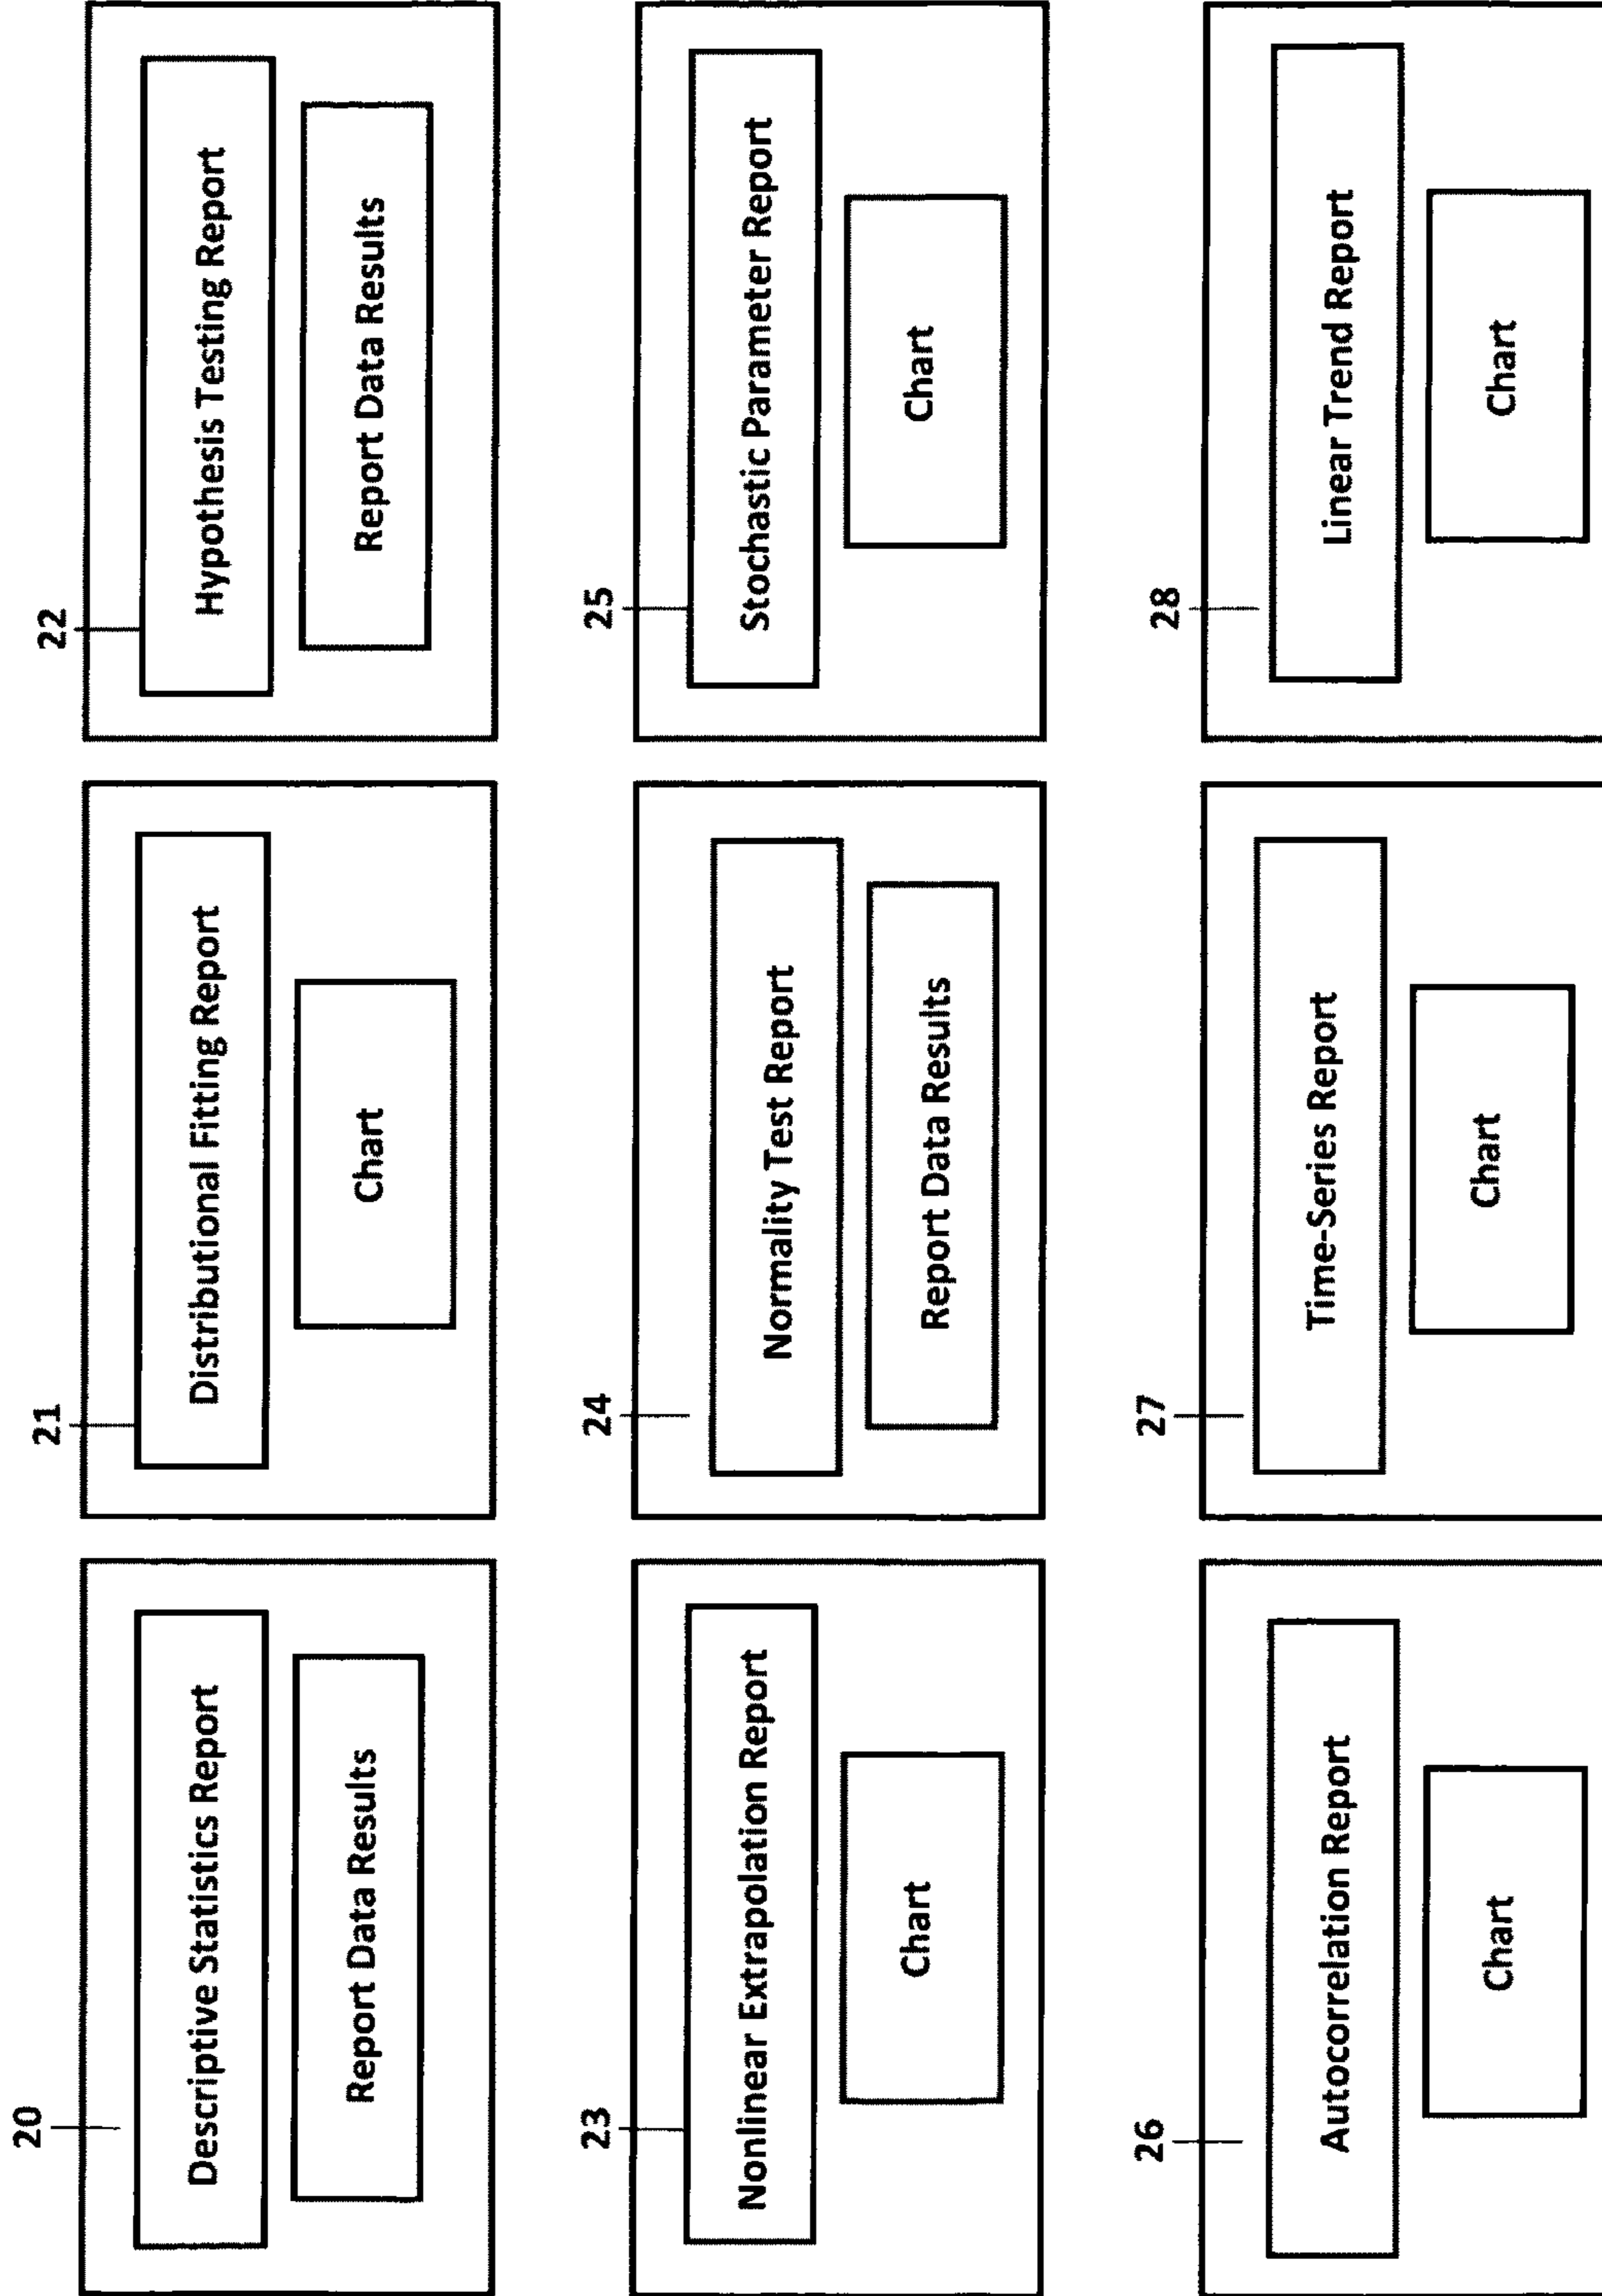 20
Descriptive Statistics Report
Report Data Results
21
Distributional Fitting Report
Chart
22
Hypothesis Testing Report
Report Data Results
23
Nonlinear Extrapolation Report
Chart
24
Normality Test Report
Report Data Results
25
Stochastic Parameter Report
Chart
26
Autocorrelation Report
Chart
27
Time-Series Report
Chart
28
Linear Trend Report
Chart